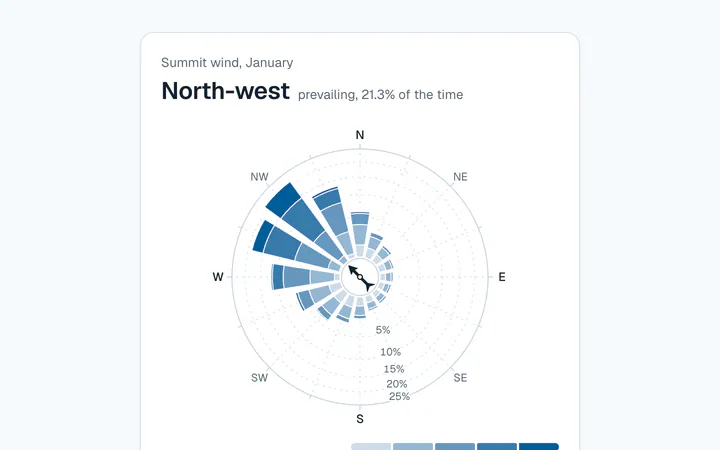 Summit wind, January
North-west prevailing, 21.3% of the time
N
NW NE
W E
5%
10%
15%
SW SE
20%
25%
S